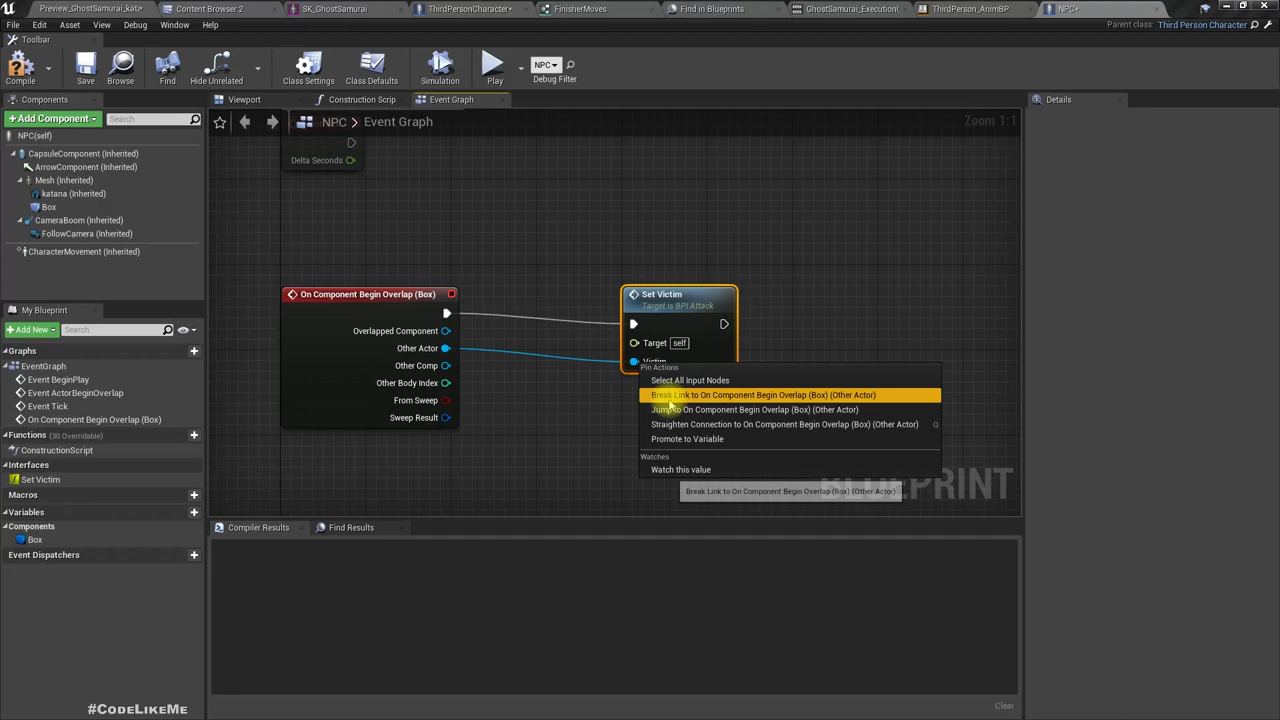 Preview_GhostSamurai_kat*
Content Browser 2
SK_GhostSamurai
ThirdPersonCharacter*
FinisherMoves
Find in Blueprints
GhostSamurai_Execution
ThirdPerson_AnimBP
NPC*
File Edit Asset View Debug Window Help
Parent class: Third Person Character
Toolbar
Compile
Save
Browse
Find
Hide Unrelated
Class Settings
Class Defaults
Simulation
Play
NPC
Debug Filter
Components
Viewport
Construction Scrip
Event Graph
Details
+ Add Component
Search
NPC(self)
CapsuleComponent (Inherited)
ArrowComponent (Inherited)
Mesh (Inherited)
katana (Inherited)
Box
CameraBoom (Inherited)
FollowCamera (Inherited)
CharacterMovement (Inherited)
My Blueprint
+ Add New
Search
Graphs
EventGraph
Event BeginPlay
Event ActorBeginOverlap
Event Tick
On Component Begin Overlap (Box)
Functions (30 Overridable)
ConstructionScript
Interfaces
Set Victim
Macros
Variables
Components
Box
Event Dispatchers
NPC > Event Graph
Zoom 1:1
Delta Seconds
On Component Begin Overlap (Box)
Overlapped Component
Other Actor
Other Comp
Other Body Index
From Sweep
Sweep Result
Set Victim
Target is BPI Attack
Target self
Victim
Pin Actions
Select All Input Nodes
Break Link to On Component Begin Overlap (Box) (Other Actor)
Jump to On Component Begin Overlap (Box) (Other Actor)
Straighten Connection to On Component Begin Overlap (Box) (Other Actor) Q
Promote to Variable
Watches
Watch this value
Break Link to On Component Begin Overlap (Box) (Other Actor)
BLUEPRINT
Compiler Results
Find Results
Clear
#CodeLikeMe